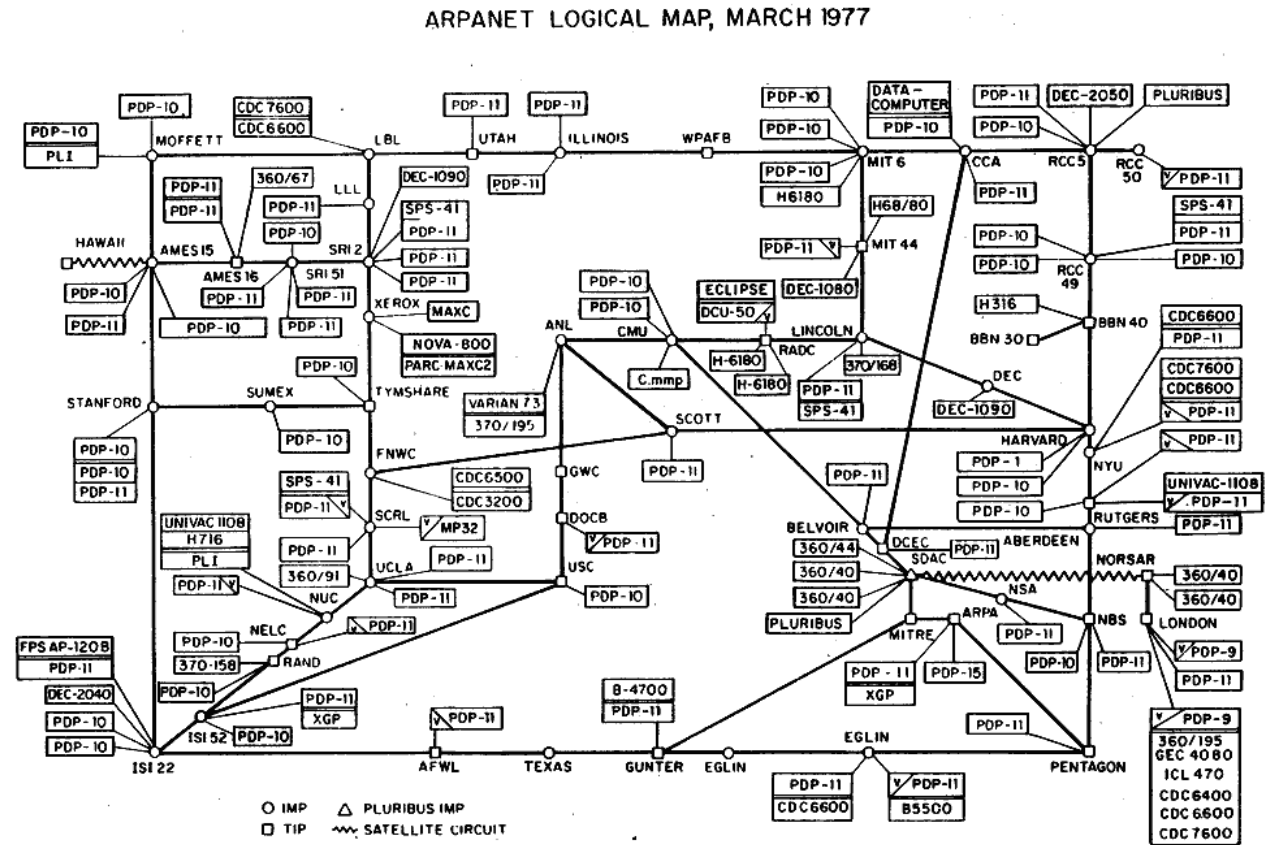 ARPANET LOGICAL MAP, MARCH 1977
PDP-10
PLI
PDP-10
MOFFETT
CDC7600
CDC6600
LBL
PDP-11
UTAH
PDP-11
ILLINOIS
PDP-11
WPAFB
PDP-10
PDP-10
PDP-10
H6180
MIT 6
DATA-
COMPUTER
PDP-10
CCA
PDP-11
PDP-11
PDP-10
DEC-2050
PLURIBUS
RCC5
RCC
50
PDP-11
HAWAII
PDP-11
PDP-11
360/67
LLL
PDP-11
PDP-10
DEC-1090
SPS-41
PDP-11
PDP-11
PDP-11
SRI2
AMES15
AMES16
SRI 51
PDP-10
PDP-11
PDP-10
PDP-11
PDP-11
PDP-11
H68/80
PDP-11
MIT 44
DEC-1080
PDP-10
PDP-10
SPS-41
PDP-11
PDP-10
RCC
49
XEROX
MAXC
NOVA-800
PARC-MAXC2
ANL
PDP-10
PDP-10
CMU
C.mmp
ECLIPSE
DCU-50
RADC
H-6180
H-6180
LINCOLN
370/168
PDP-11
SPS-41
H316
BBN 40
BBN 30
CDC6600
PDP-11
CDC7600
CDC6600
PDP-11
PDP-11
DEC
DEC-1090
STANFORD
SUMEX
PDP-10
TYMSHARE
PDP-10
PDP-10
PDP-10
PDP-11
VARIAN 73
370/195
SCOTT
PDP-11
HARVARD
PDP-1
PDP-10
NYU
PDP-10
FNWC
CDC6500
CDC3200
GWC
SPS-41
PDP-11
SCRL
MP32
DOCB
PDP-11
PDP-11
BELVOIR
UNIVAC-1108
PDP-11
RUTGERS
PDP-11
ABERDEEN
UNIVAC 1108
H716
PLI
PDP-11
NUC
PDP-11
360/91
UCLA
PDP-11
PDP-11
USC
PDP-10
360/44
360/40
360/40
PLURIBUS
DCEC
PDP-11
SDAC
NSA
PDP-11
NORSAR
360/40
360/40
NELC
PDP-10
PDP-11
370-158
RAND
PDP-10
MITRE
ARPA
PDP-11
XGP
PDP-15
NBS
PDP-10
PDP-11
LONDON
PDP-9
PDP-11
FPS AP-120B
PDP-11
DEC-2040
PDP-10
PDP-10
ISI 22
ISI 52
PDP-11
XGP
PDP-10
PDP-11
AFWL
TEXAS
B-4700
PDP-11
GUNTER
EGLIN
EGLIN
PDP-11
CDC6600
PDP-11
B5500
PDP-11
PENTAGON
PDP-9
360/195
GEC 4080
ICL 470
CDC6400
CDC6600
CDC 7600
IMP
PLURIBUS IMP
TIP
SATELLITE CIRCUIT